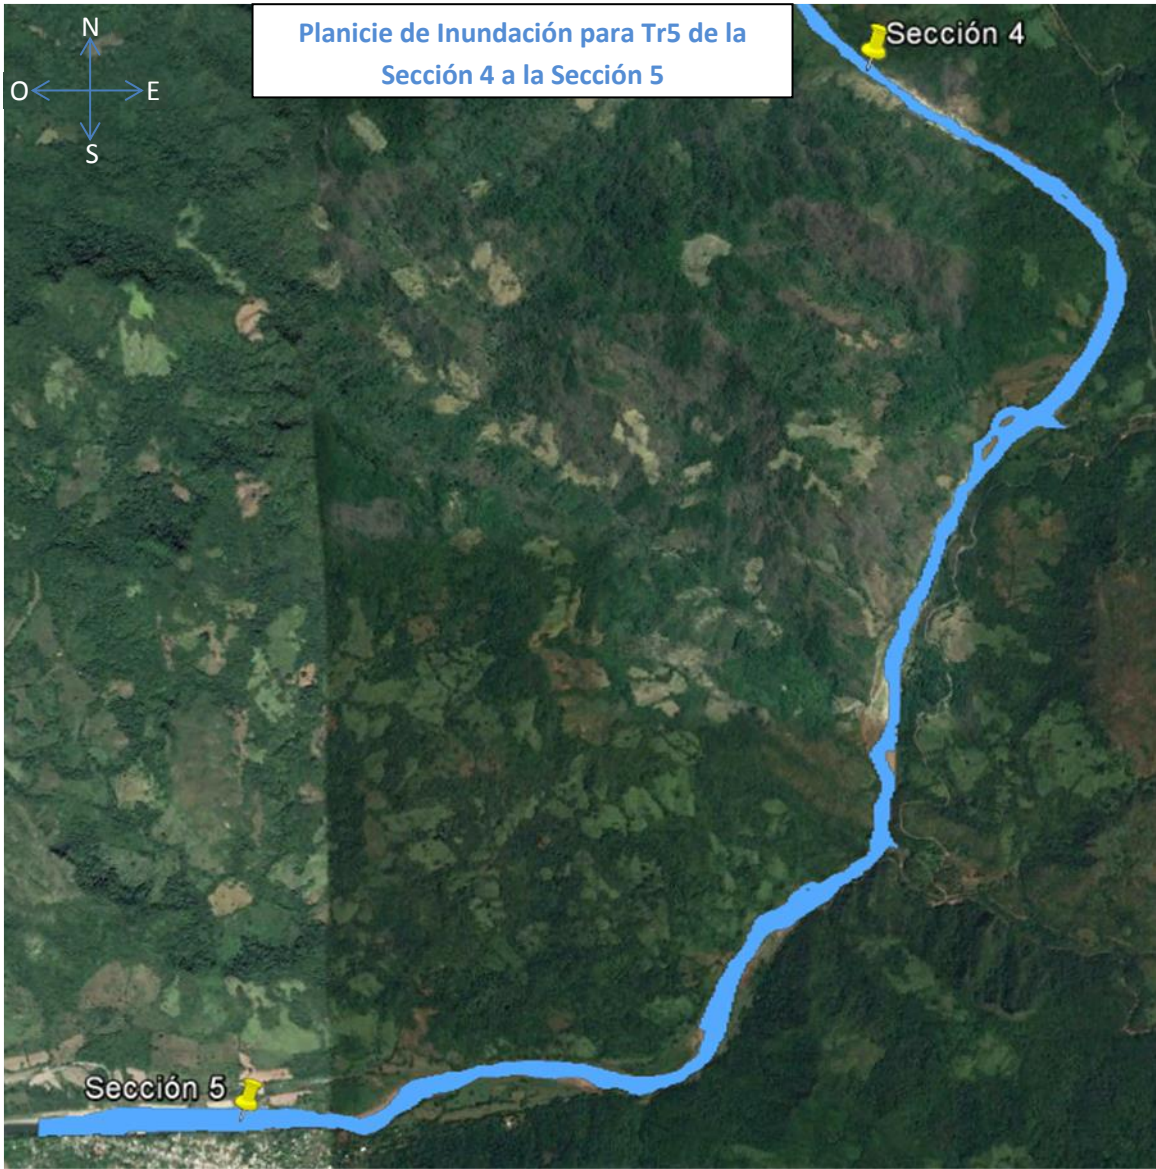 Planicie de Inundación para Tr5 de la
Sección 4 a la Sección 5
N
O E
S
Sección 4
Sección 5